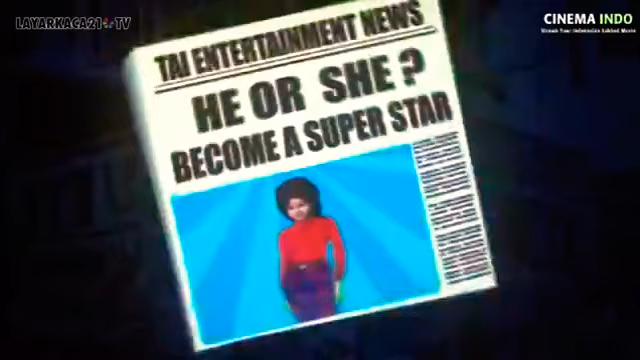 LAYARKACA21 TV
CINEMA INDO
TAI ENTERTAINMENT NEWS
HE OR SHE ?
BECOME A SUPER STAR